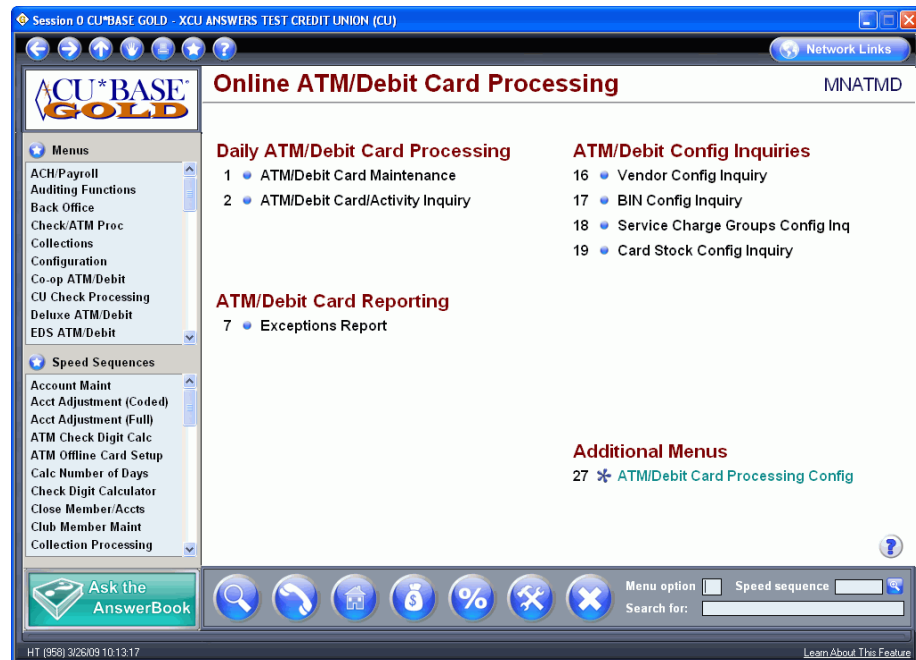 Session 0 CU*BASE GOLD - XCU ANSWERS TEST CREDIT UNION (CU)
Network Links
CU*BASE
GOLD
Online ATM/Debit Card Processing
MNATMD
Menus
ACH/Payroll
Auditing Functions
Back Office
Check/ATM Proc
Collections
Configuration
Co-op ATM/Debit
CU Check Processing
Deluxe ATM/Debit
EDS ATM/Debit
Speed Sequences
Account Maint
Acct Adjustment (Coded)
Acct Adjustment (Full)
ATM Check Digit Calc
ATM Offline Card Setup
Calc Number of Days
Check Digit Calculator
Close Member/Accts
Club Member Maint
Collection Processing
Daily ATM/Debit Card Processing
1 ATM/Debit Card Maintenance
2 ATM/Debit Card/Activity Inquiry
ATM/Debit Card Reporting
7 Exceptions Report
ATM/Debit Config Inquiries
16 Vendor Config Inquiry
17 BIN Config Inquiry
18 Service Charge Groups Config Inq
19 Card Stock Config Inquiry
Additional Menus
27 ATM/Debit Card Processing Config
Ask the
AnswerBook
Menu option
Speed sequence
Search for:
HT (958) 3/26/09 10:13:17
Learn About This Feature